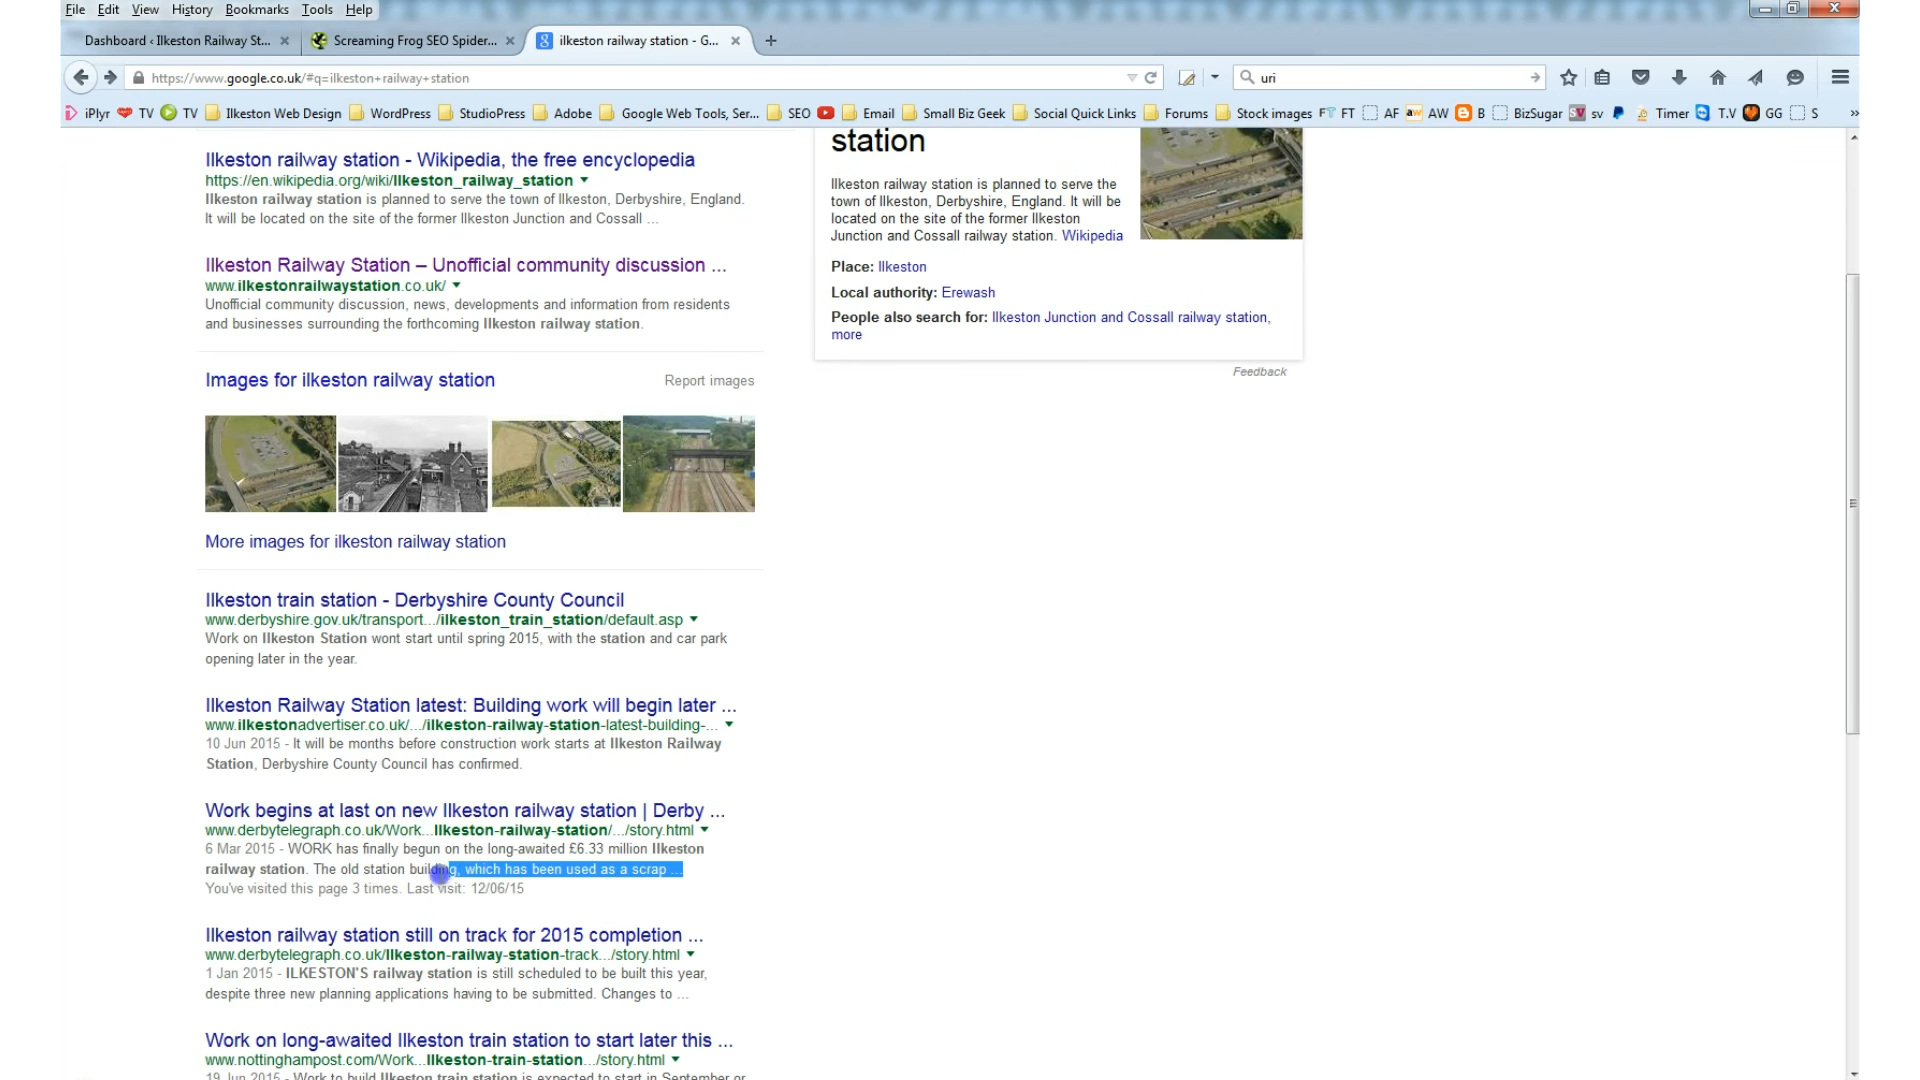 File Edit View History Bookmarks Tools Help
Dashboard ‹ Ilkeston Railway St... Screaming Frog SEO Spider... ilkeston railway station - G...
https://www.google.co.uk/#q=ilkeston+railway+station uri
iPlyr TV TV Ilkeston Web Design WordPress StudioPress Adobe Google Web Tools, Ser... SEO Email Small Biz Geek Social Quick Links Forums Stock images FT AF AW B BizSugar sv Timer T.V GG S »
Ilkeston railway station - Wikipedia, the free encyclopedia
https://en.wikipedia.org/wiki/Ilkeston_railway_station
Ilkeston railway station is planned to serve the town of Ilkeston, Derbyshire, England.
It will be located on the site of the former Ilkeston Junction and Cossall ...
Ilkeston Railway Station – Unofficial community discussion ...
www.ilkestonrailwaystation.co.uk/
Unofficial community discussion, news, developments and information from residents
and businesses surrounding the forthcoming Ilkeston railway station.
Images for ilkeston railway station Report images
More images for ilkeston railway station
Ilkeston train station - Derbyshire County Council
www.derbyshire.gov.uk/transport.../ilkeston_train_station/default.asp
Work on Ilkeston Station wont start until spring 2015, with the station and car park
opening later in the year.
Ilkeston Railway Station latest: Building work will begin later ...
www.ilkestonadvertiser.co.uk/.../ilkeston-railway-station-latest-building-...
10 Jun 2015 - It will be months before construction work starts at Ilkeston Railway
Station, Derbyshire County Council has confirmed.
Work begins at last on new Ilkeston railway station | Derby ...
www.derbytelegraph.co.uk/Work...Ilkeston-railway-station/.../story.html
6 Mar 2015 - WORK has finally begun on the long-awaited £6.33 million Ilkeston
railway station. The old station building, which has been used as a scrap ...
You've visited this page 3 times. Last visit: 12/06/15
Ilkeston railway station still on track for 2015 completion ...
www.derbytelegraph.co.uk/Ilkeston-railway-station-track.../story.html
1 Jan 2015 - ILKESTON'S railway station is still scheduled to be built this year,
despite three new planning applications having to be submitted. Changes to ...
Work on long-awaited Ilkeston train station to start later this ...
www.nottinghampost.com/Work...Ilkeston-train-station.../story.html
19 Jun 2015 - Work to build Ilkeston train station is expected to start in September or
station
Ilkeston railway station is planned to serve the
town of Ilkeston, Derbyshire, England. It will be
located on the site of the former Ilkeston
Junction and Cossall railway station. Wikipedia
Place: Ilkeston
Local authority: Erewash
People also search for: Ilkeston Junction and Cossall railway station,
more
Feedback